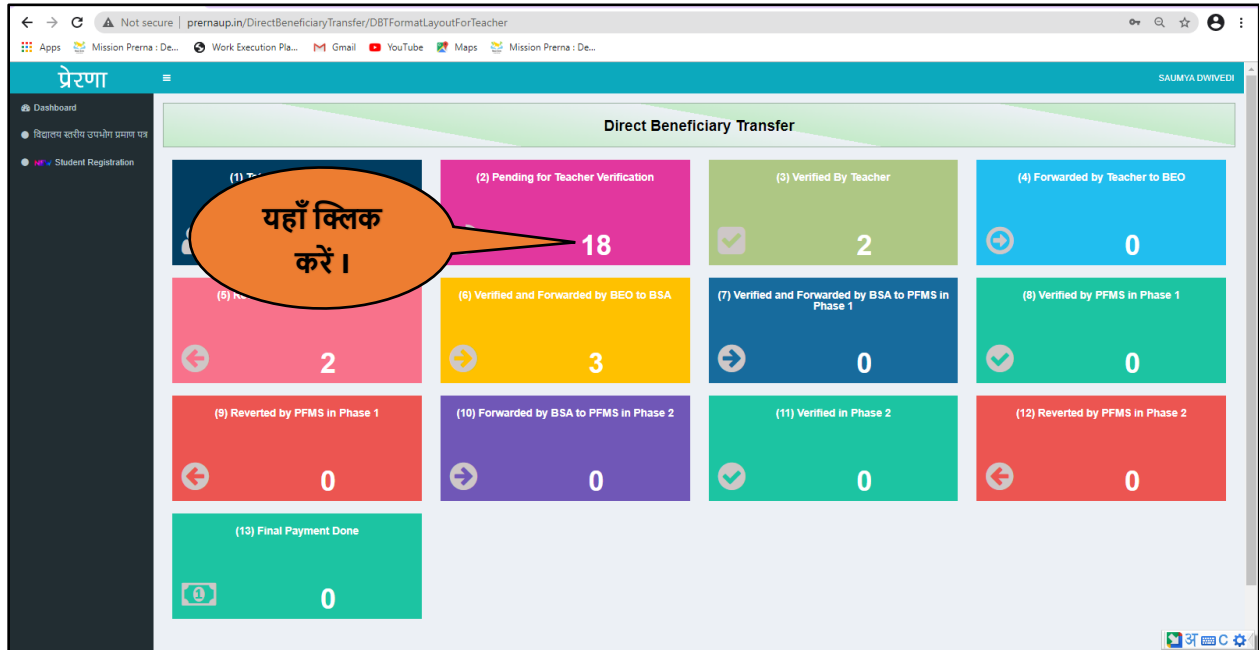 Not secure | prernaup.in/DirectBeneficiaryTransfer/DBTFormatLayoutForTeacher
Apps Mission Prerna : De... Work Execution Pla... Gmail YouTube Maps Mission Prerna : De...
प्रेरणा
SAUMYA DWIVEDI
Dashboard
विद्यालय स्तरीय उपभोग प्रमाण पत्र
Student Registration
Direct Beneficiary Transfer
(1)
यहाँ क्लिक
करें ।
(2) Pending for Teacher Verification
18
(3) Verified By Teacher
2
(4) Forwarded by Teacher to BEO
0
(5)
2
(6) Verified and Forwarded by BEO to BSA
3
(7) Verified and Forwarded by BSA to PFMS in
Phase 1
0
(8) Verified by PFMS in Phase 1
0
(9) Reverted by PFMS in Phase 1
0
(10) Forwarded by BSA to PFMS in Phase 2
0
(11) Verified in Phase 2
0
(12) Reverted by PFMS in Phase 2
0
(13) Final Payment Done
1
0
अ C